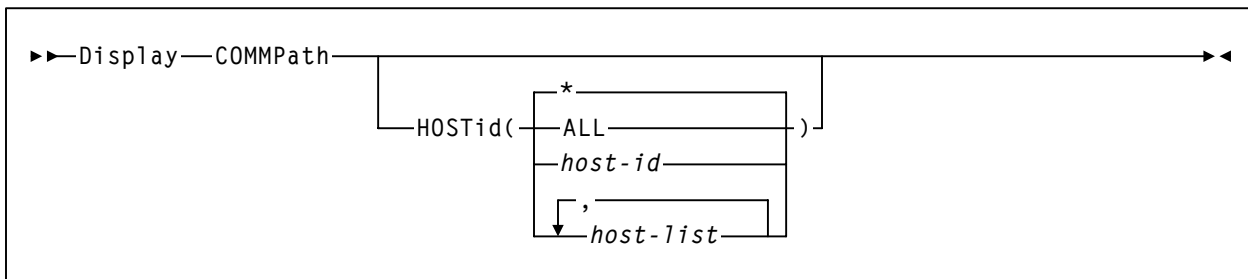 Display COMMPath
*
HOSTid( ALL )
host-id
,
host-list